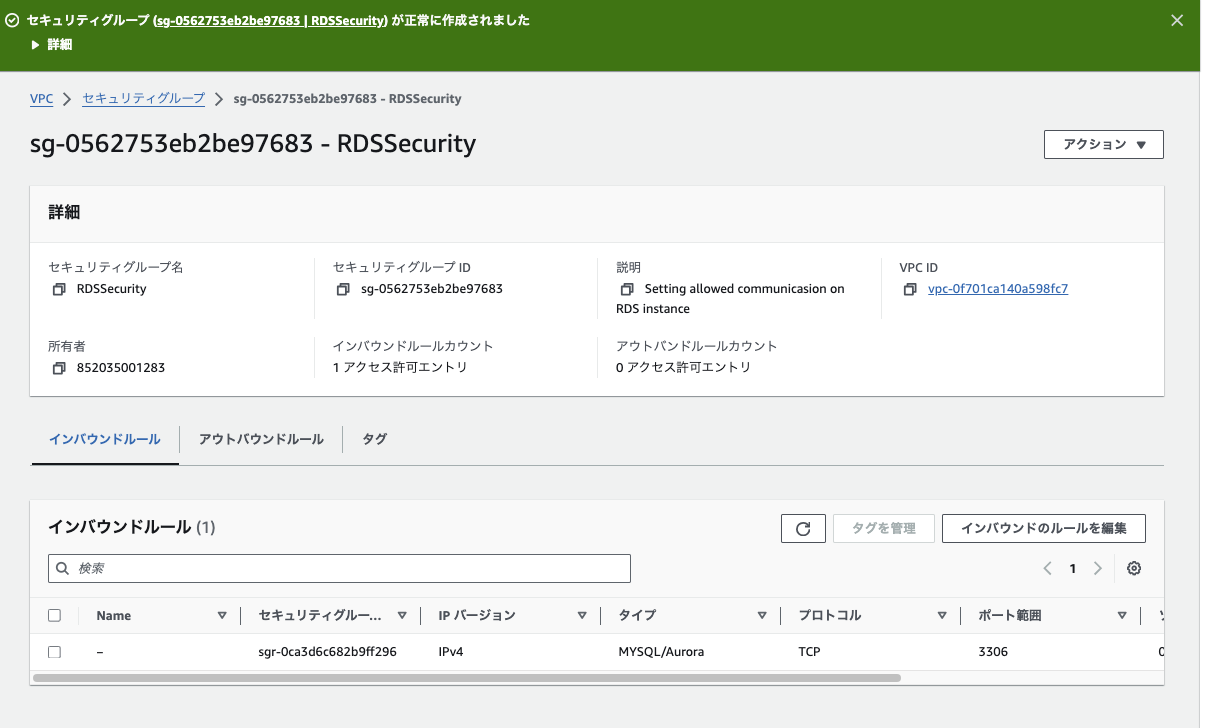 セキュリティグループ (sg-0562753eb2be97683 | RDSSecurity) が正常に作成されました
詳細
VPC > セキュリティグループ > sg-0562753eb2be97683 - RDSSecurity
sg-0562753eb2be97683 - RDSSecurity
アクション
詳細
セキュリティグループ名
RDSSecurity
セキュリティグループ ID
sg-0562753eb2be97683
説明
Setting allowed communicasion on
RDS instance
VPC ID
vpc-0f701ca140a598fc7
所有者
852035001283
インバウンドルールカウント
1 アクセス許可エントリ
アウトバンドルールカウント
0 アクセス許可エントリ
インバウンドルール アウトバウンドルール タグ
インバウンドルール (1)
タグを管理 インバウンドのルールを編集
検索
1
Name セキュリティグルー... IP バージョン タイプ プロトコル ポート範囲
– sgr-0ca3d6c682b9ff296 IPv4 MYSQL/Aurora TCP 3306